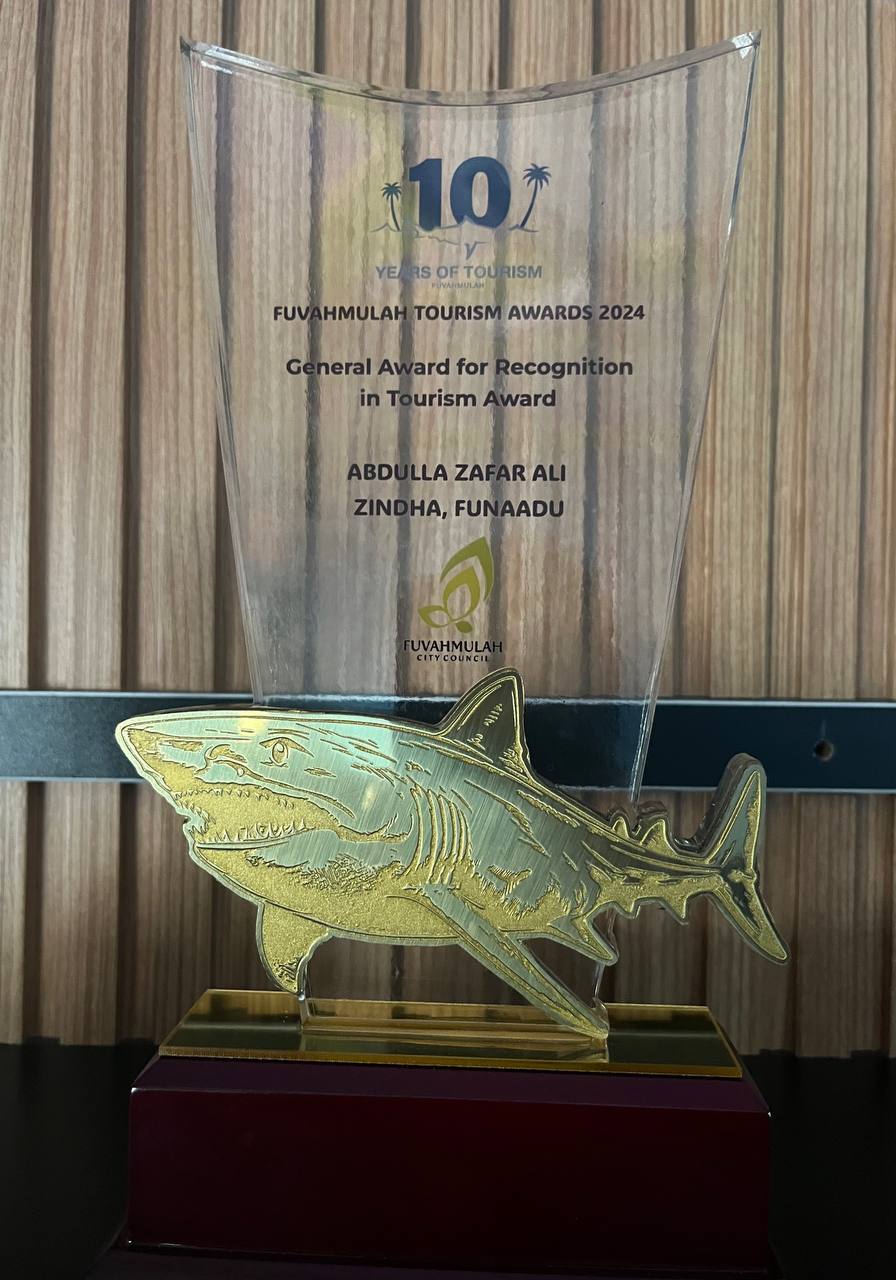 10
YEARS OF TOURISM
FUVAHMULAH
FUVAHMULAH TOURISM AWARDS 2024
General Award for Recognition
in Tourism Award
ABDULLA ZAFAR ALI
ZINDHA, FUNAADU
FUVAHMULAH
CITY COUNCIL